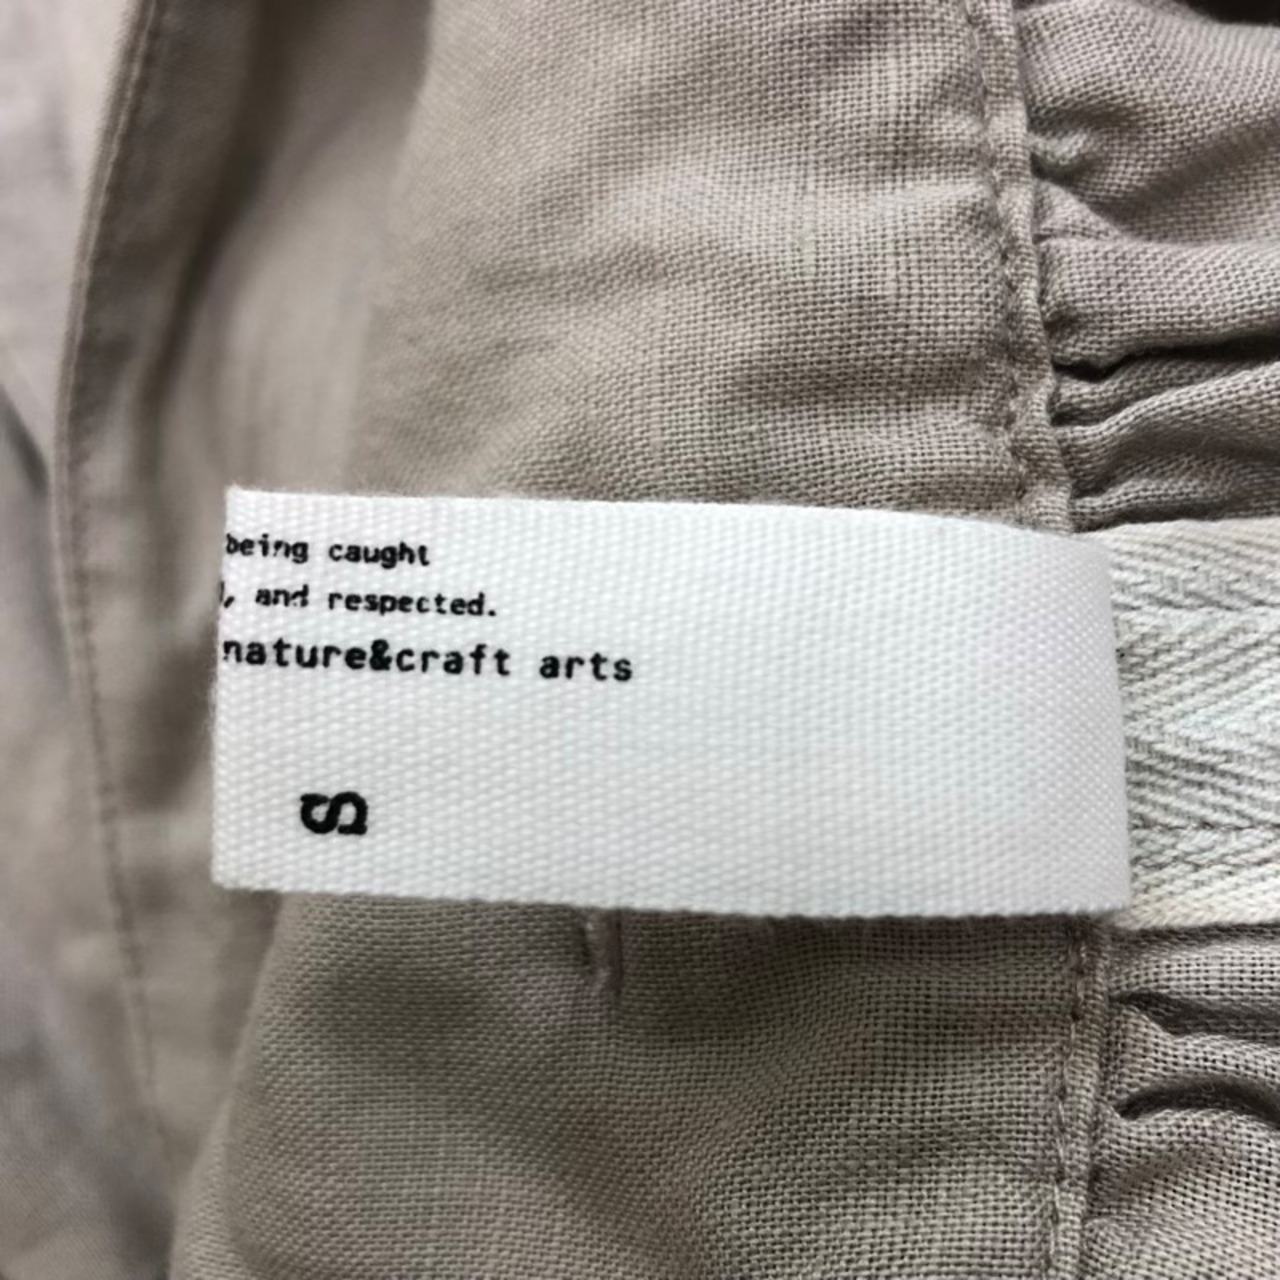 being caught
, and respected.
nature&craft arts
S